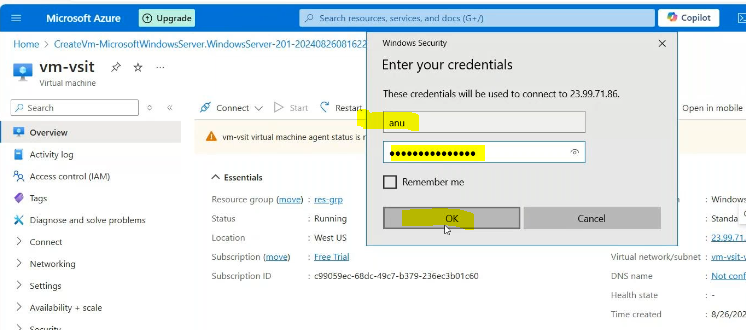 Microsoft Azure
Upgrade
Search resources, services, and docs (G+/)
Copilot
Home > CreateVm-MicrosoftWindowsServer.WindowsServer-201-20240826081622
vm-vsit
Virtual machine
Search
Connect
Start
Restart
Open in mobile
vm-vsit virtual machine agent status is
Windows Security
Enter your credentials
These credentials will be used to connect to 23.99.71.86.
anu
Remember me
OK
Cancel
Overview
Activity log
Access control (IAM)
Tags
Diagnose and solve problems
Connect
Networking
Settings
Availability + scale
Security
Essentials
Resource group (move) : res-grp
Status : Running
Location : West US
Subscription (move) : Free Trial
Subscription ID : c99059ec-68dc-49c7-b379-236ec3b01c60
: Windows
: Standa
: 23.99.71.
Virtual network/subnet : vm-vsit-v
DNS name : Not conf
Health state : -
Time created : 8/26/202